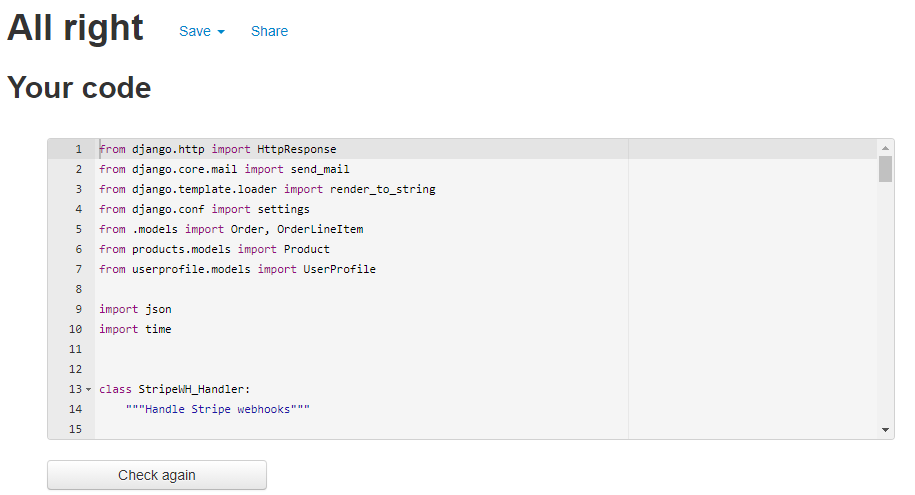 All right Save Share
Your code
1 from django.http import HttpResponse
2 from django.core.mail import send_mail
3 from django.template.loader import render_to_string
4 from django.conf import settings
5 from .models import Order, OrderLineItem
6 from products.models import Product
7 from userprofile.models import UserProfile
8
9 import json
10 import time
11
12
13 class StripeWH_Handler:
14     """Handle Stripe webhooks"""
15
Check again